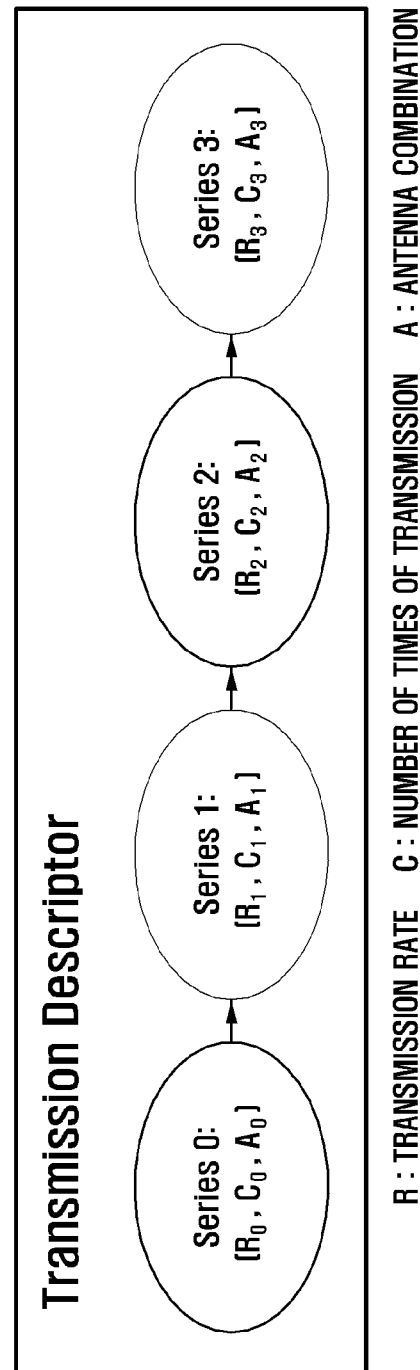 Transmission Descriptor
Series 0:
(R₀ , C₀ , A₀)
Series 1:
(R₁ , C₁ , A₁)
Series 2:
(R₂ , C₂ , A₂)
Series 3:
(R₃ , C₃ , A₃)
R : TRANSMISSION RATE C : NUMBER OF TIMES OF TRANSMISSION A : ANTENNA COMBINATION